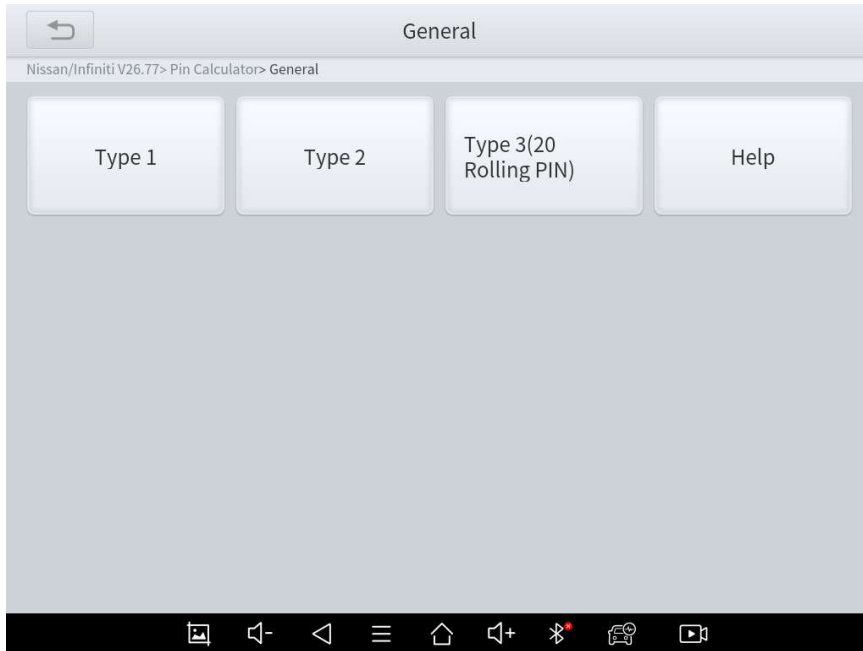 General
Nissan/Infiniti V26.77> Pin Calculator> General
Type 1
Type 2
Type 3(20
Rolling PIN)
Help